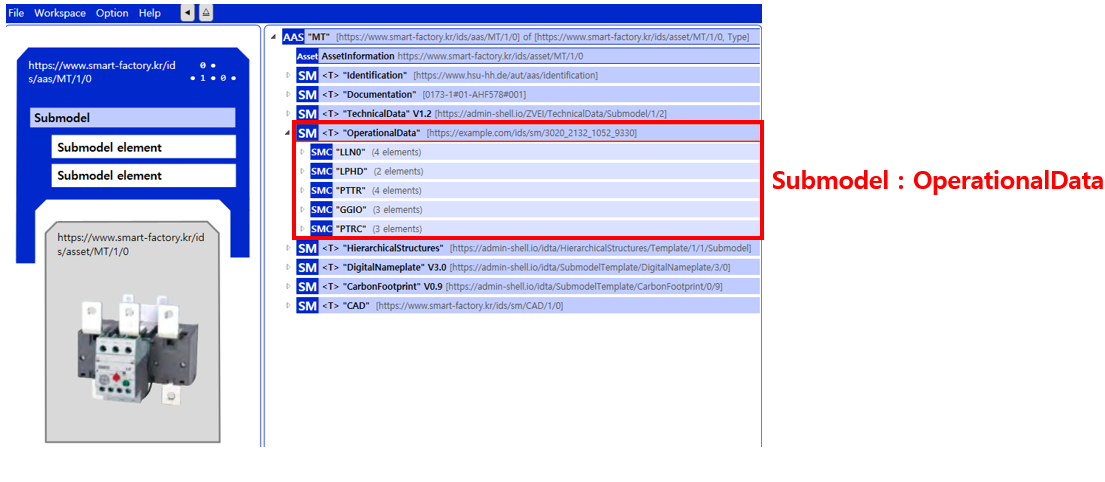 File Workspace Option Help
https://www.smart-factory.kr/id
s/aas/MT/1/0
Submodel
Submodel element
Submodel element
https://www.smart-factory.kr/id
s/asset/MT/1/0
AAS "MT" [https://www.smart-factory.kr/ids/aas/MT/1/0] of [https://www.smart-factory.kr/ids/asset/MT/1/0, Type]
Asset AssetInformation https://www.smart-factory.kr/ids/asset/MT/1/0
SM <T> "Identification" [https://www.hsu-hh.de/aut/aas/identification]
SM <T> "Documentation" [0173-1#01-AHF578#001]
SM <T> "TechnicalData" V1.2 [https://admin-shell.io/ZVEI/TechnicalData/Submodel/1/2]
SM <T> "OperationalData" [https://example.com/ids/sm/3020_2132_1052_9330]
SMC "LLN0" (4 elements)
SMC "LPHD" (2 elements)
SMC "PTTR" (4 elements)
SMC "GGIO" (3 elements)
SMC "PTRC" (3 elements)
SM <T> "HierarchicalStructures" [https://admin-shell.io/idta/HierarchicalStructures/Template/1/1/Submodel]
SM <T> "DigitalNameplate" V3.0 [https://admin-shell.io/idta/SubmodelTemplate/DigitalNameplate/3/0]
SM <T> "CarbonFootprint" V0.9 [https://admin-shell.io/idta/SubmodelTemplate/CarbonFootprint/0/9]
SM <T> "CAD" [https://www.smart-factory.kr/ids/sm/CAD/1/0]
Submodel : OperationalData